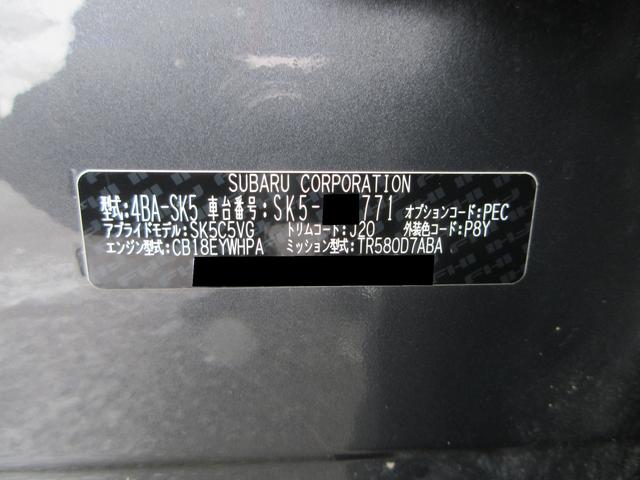 SUBARU CORPORATION
型式:4BA-SK5 車台番号:SK5- 771 オプションコード:PEC
アプライドモデル:SK5C5VG トリムコート:J20 外装色コート:P8Y
エンジン型式:CB18EYWHPA ミッション型式:TR580D7ABA